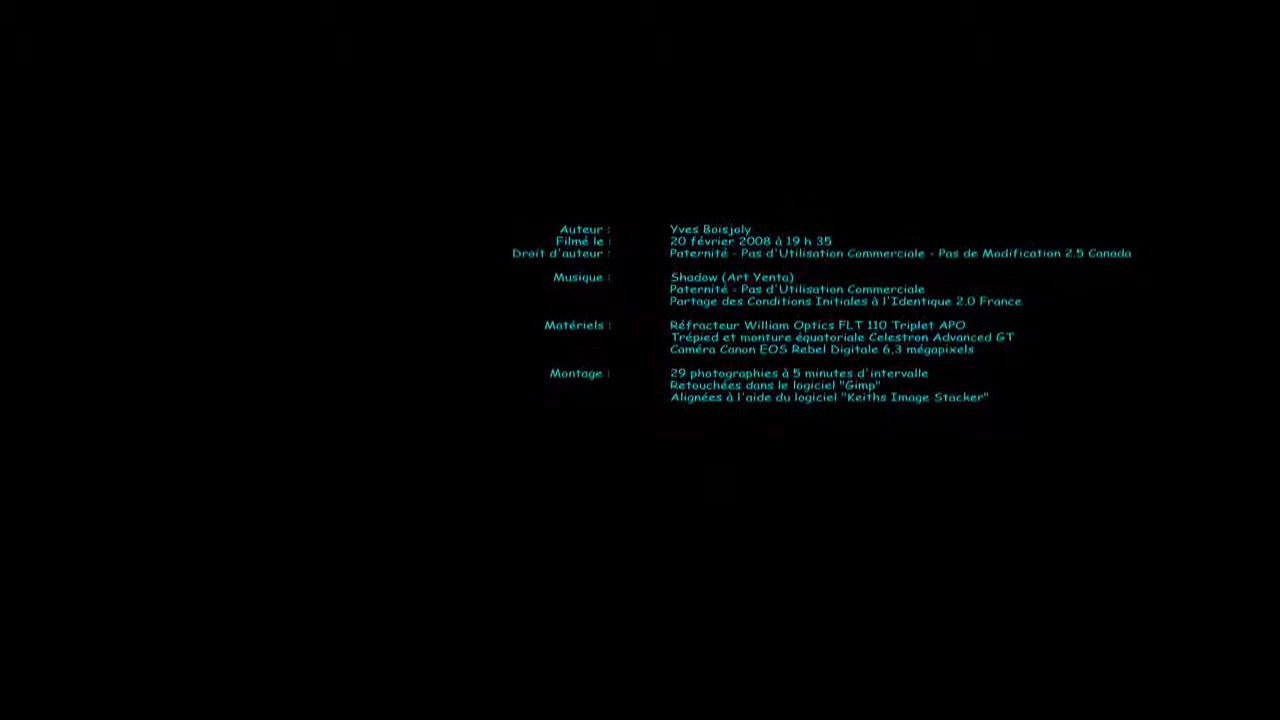 Auteur : Yves Boisjoly
Filmé le : 20 février 2008 à 19 h 35
Droit d'auteur : Paternité - Pas d'Utilisation Commerciale - Pas de Modification 2.5 Canada
Musique : Shadow (Art Yenta)
Paternité - Pas d'Utilisation Commerciale
Partage des Conditions Initiales à l'Identique 2.0 France
Matériels : Réfracteur William Optics FLT 110 Triplet APO
Trépied et monture équatoriale Celestron Advanced GT
Caméra Canon EOS Rebel Digitale 6,3 mégapixels
Montage : 29 photographies à 5 minutes d'intervalle
Retouchées dans le logiciel "Gimp"
Alignées à l'aide du logiciel "Keiths Image Stacker"